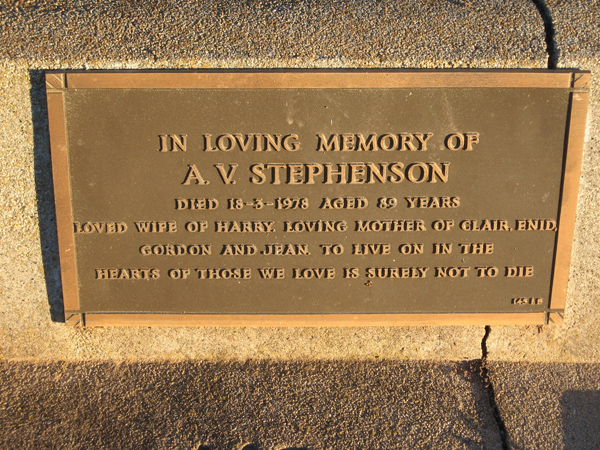 IN LOVING MEMORY OF
A. V. STEPHENSON
DIED 18-3-1978 AGED 89 YEARS
LOVED WIFE OF HARRY, LOVING MOTHER OF CLAIR, ENID,
GORDON AND JEAN. TO LIVE ON IN THE
HEARTS OF THOSE WE LOVE IS SURELY NOT TO DIE